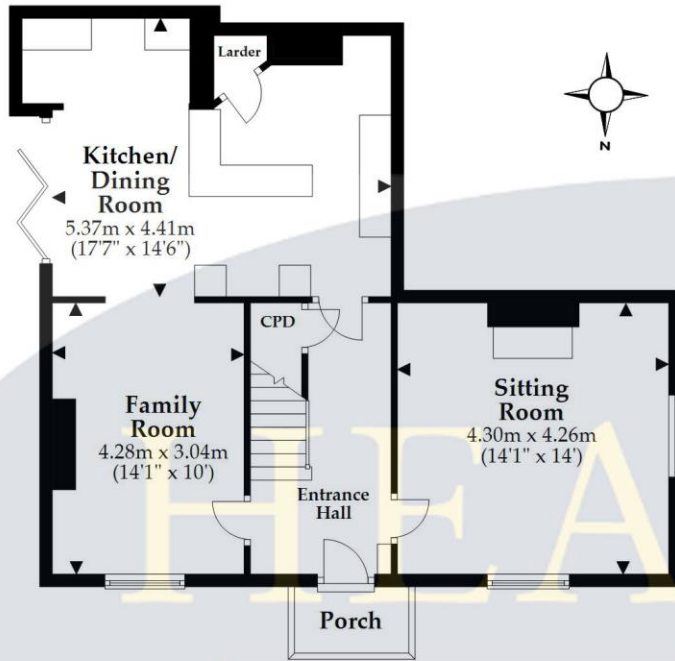 Larder
N
Kitchen/
Dining
Room
5.37m x 4.41m
(17'7" x 14'6")
CPD
Family
Room
4.28m x 3.04m
(14'1" x 10')
Sitting
Room
4.30m x 4.26m
(14'1" x 14')
Entrance
Hall
HEA
Porch